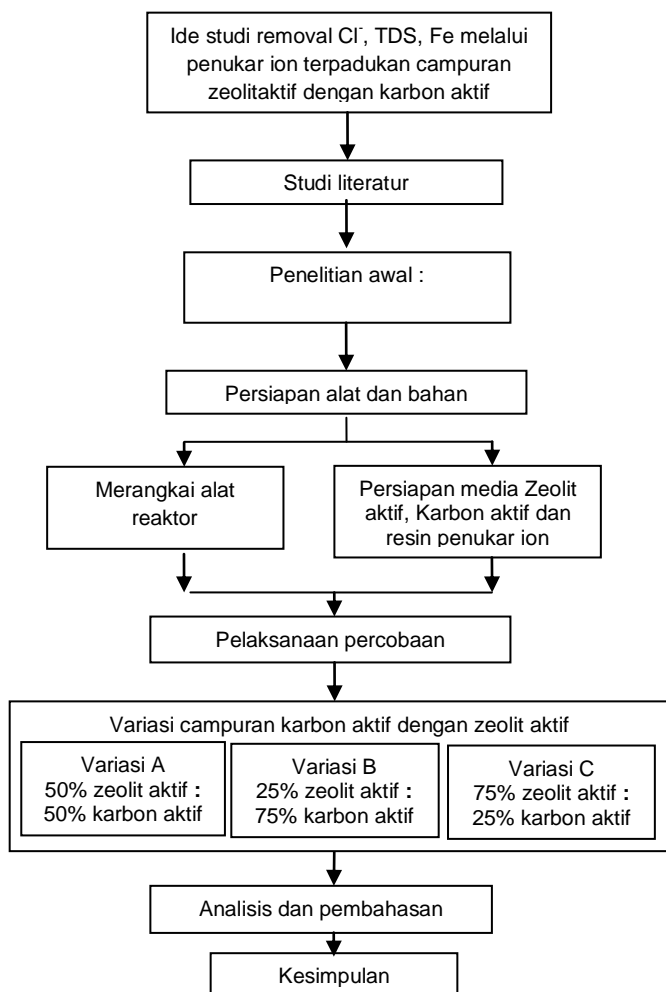 Ide studi removal Cl⁻, TDS, Fe melalui
penukar ion terpadukan campuran
zeolitaktif dengan karbon aktif
Studi literatur
Penelitian awal :
Persiapan alat dan bahan
Merangkai alat
reaktor
Persiapan media Zeolit
aktif, Karbon aktif dan
resin penukar ion
Pelaksanaan percobaan
Variasi campuran karbon aktif dengan zeolit aktif
Variasi A
50% zeolit aktif :
50% karbon aktif
Variasi B
25% zeolit aktif :
75% karbon aktif
Variasi C
75% zeolit aktif :
25% karbon aktif
Analisis dan pembahasan
Kesimpulan